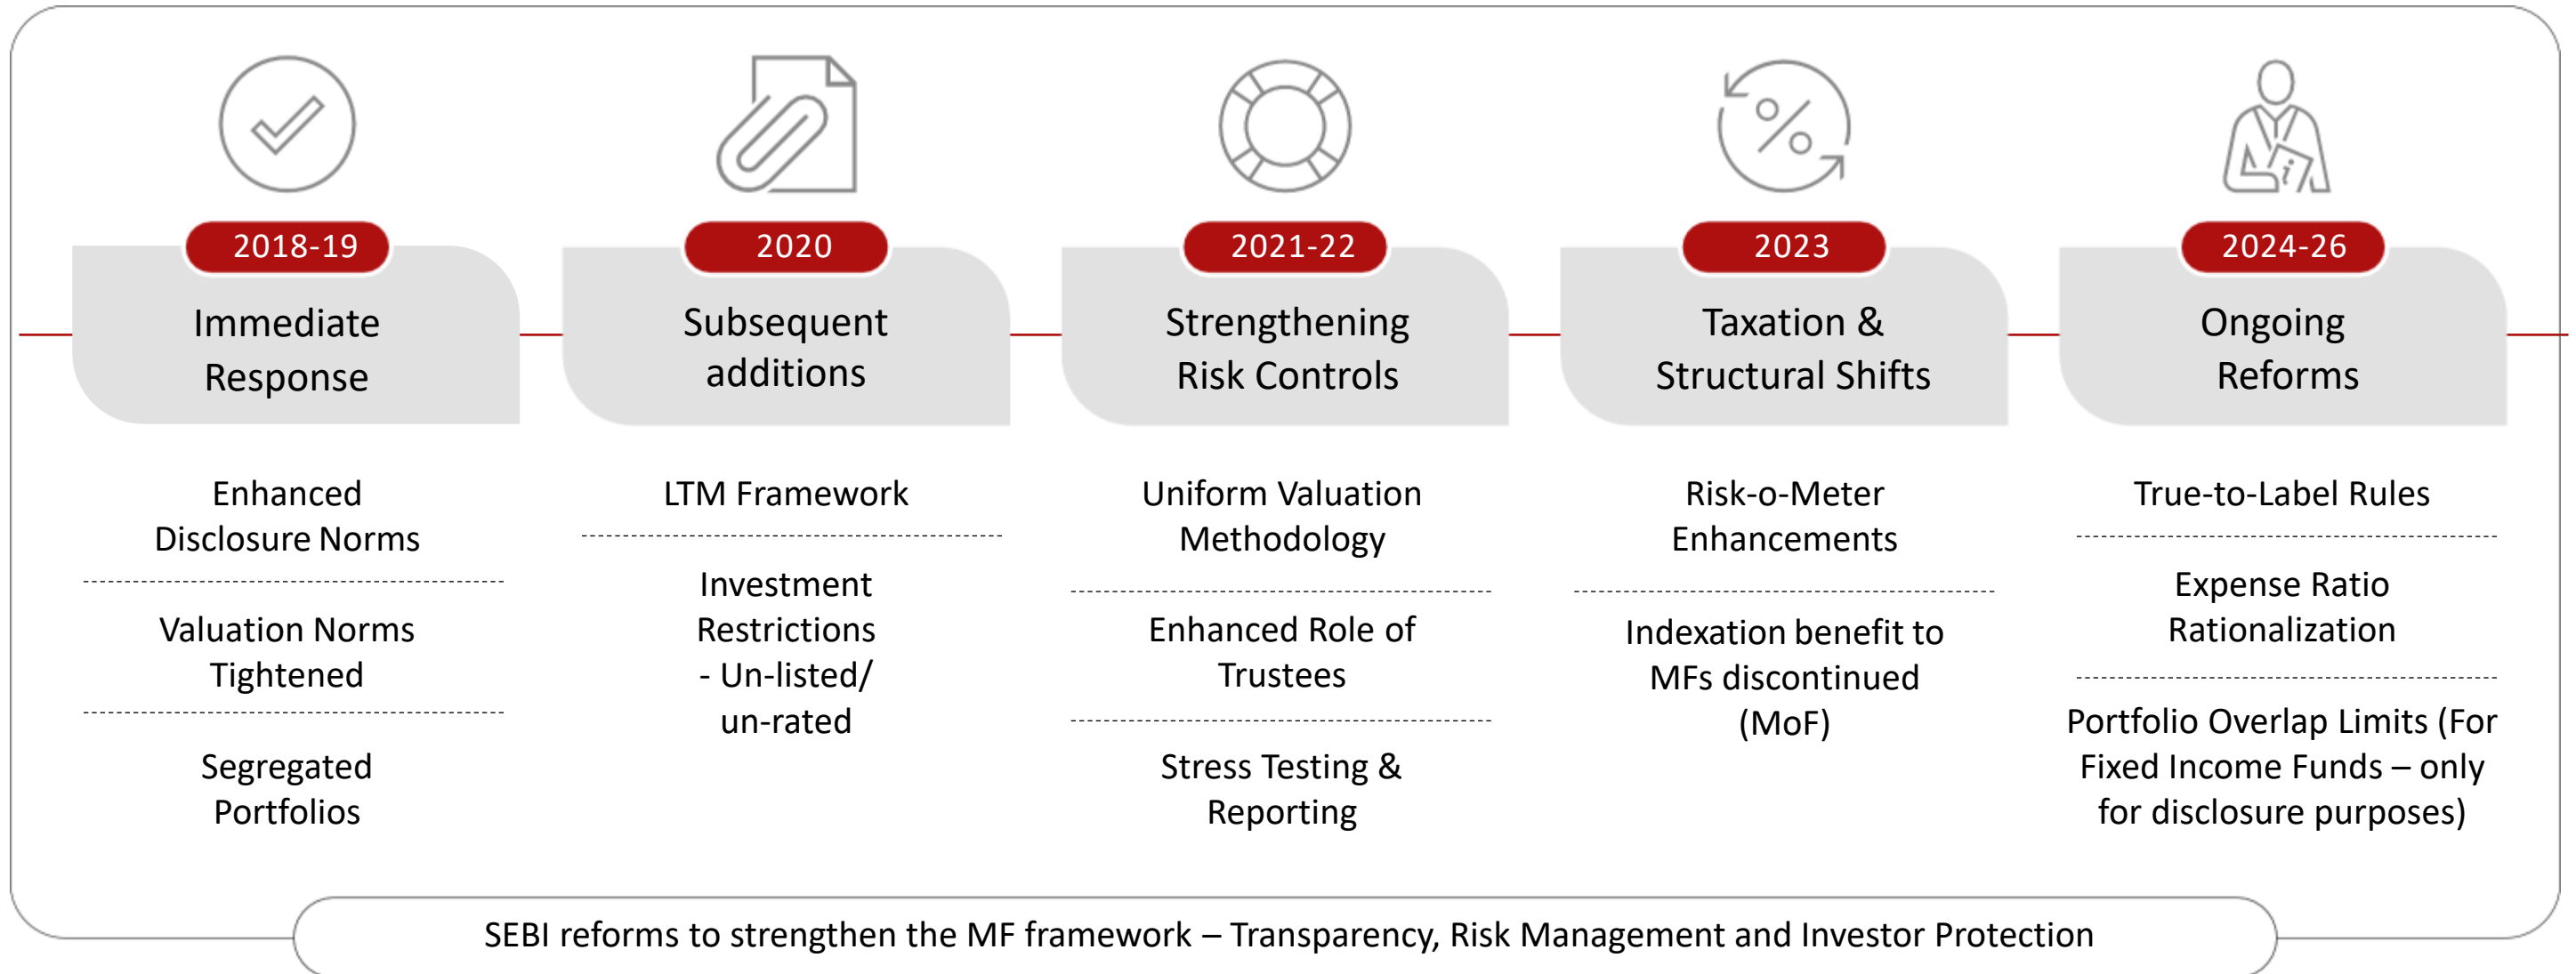 2018-19
Immediate
Response
Enhanced
Disclosure Norms
Valuation Norms
Tightened
Segregated
Portfolios
2020
Subsequent
additions
LTM Framework
Investment
Restrictions
- Un-listed/
un-rated
2021-22
Strengthening
Risk Controls
Uniform Valuation
Methodology
Enhanced Role of
Trustees
Stress Testing &
Reporting
2023
Taxation &
Structural Shifts
Risk-o-Meter
Enhancements
Indexation benefit to
MFs discontinued
(MoF)
2024-26
Ongoing
Reforms
True-to-Label Rules
Expense Ratio
Rationalization
Portfolio Overlap Limits (For
Fixed Income Funds – only
for disclosure purposes)
i
SEBI reforms to strengthen the MF framework – Transparency, Risk Management and Investor Protection